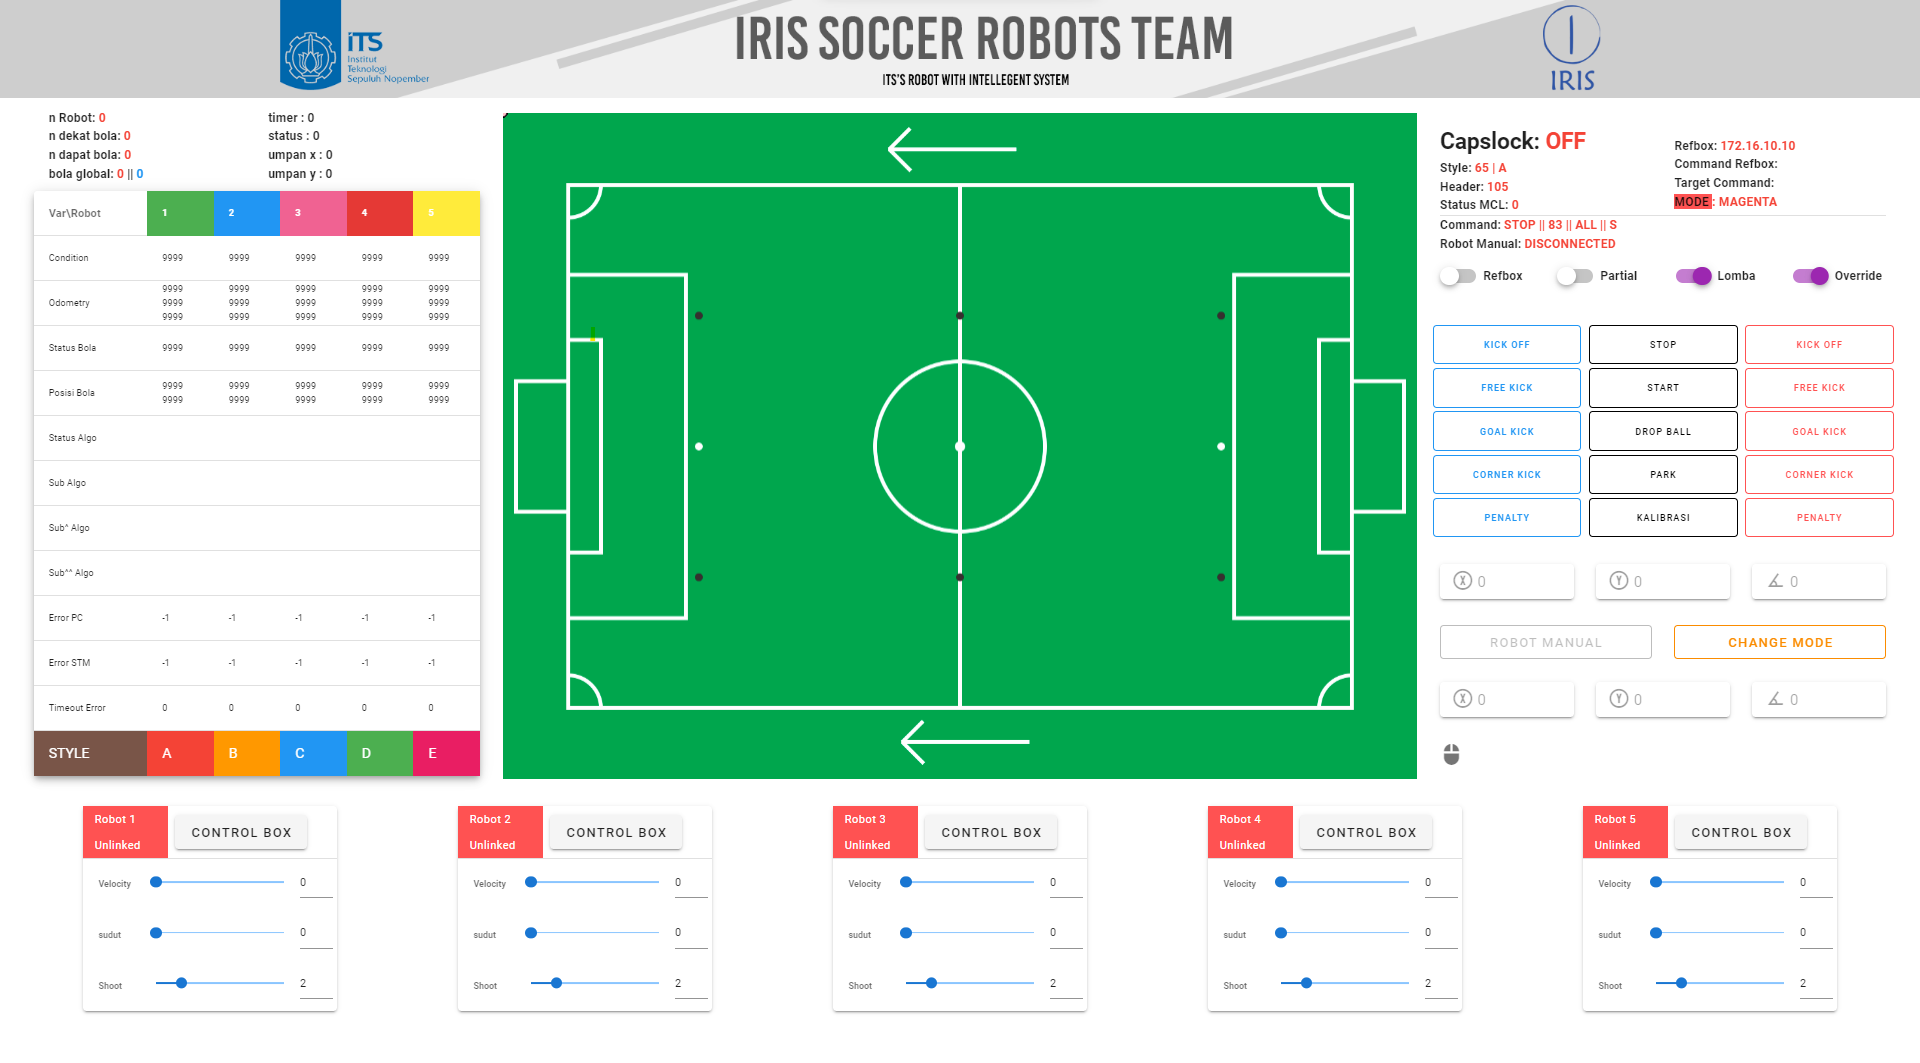 ITS
Institut
Teknologi
Sepuluh Nopember
IRIS SOCCER ROBOTS TEAM
ITS'S ROBOT WITH INTELLEGENT SYSTEM
IRIS
n Robot: 0
n dekat bola: 0
n dapat bola: 0
bola global: 0 || 0
timer : 0
status : 0
umpan x : 0
umpan y : 0
Var\Robot 1 2 3 4 5
Condition 9999 9999 9999 9999 9999
9999 9999 9999 9999 9999
Odometry 9999 9999 9999 9999 9999
9999 9999 9999 9999 9999
Status Bola 9999 9999 9999 9999 9999
Posisi Bola 9999 9999 9999 9999 9999
9999 9999 9999 9999 9999
Status Algo
Sub Algo
Sub^ Algo
Sub^^ Algo
Error PC -1 -1 -1 -1 -1
Error STM -1 -1 -1 -1 -1
Timeout Error 0 0 0 0 0
STYLE A B C D E
Capslock: OFF
Style: 65 | A
Header: 105
Status MCL: 0
Refbox: 172.16.10.10
Command Refbox:
Target Command:
MODE : MAGENTA
Command: STOP || 83 || ALL || S
Robot Manual: DISCONNECTED
Refbox Partial Lomba Override
KICK OFF STOP KICK OFF
FREE KICK START FREE KICK
GOAL KICK DROP BALL GOAL KICK
CORNER KICK PARK CORNER KICK
PENALTY KALIBRASI PENALTY
X 0 Y 0 0
ROBOT MANUAL CHANGE MODE
X 0 Y 0 0
Robot 1
Unlinked
CONTROL BOX
Velocity 0
sudut 0
Shoot 2
Robot 2
Unlinked
CONTROL BOX
Velocity 0
sudut 0
Shoot 2
Robot 3
Unlinked
CONTROL BOX
Velocity 0
sudut 0
Shoot 2
Robot 4
Unlinked
CONTROL BOX
Velocity 0
sudut 0
Shoot 2
Robot 5
Unlinked
CONTROL BOX
Velocity 0
sudut 0
Shoot 2